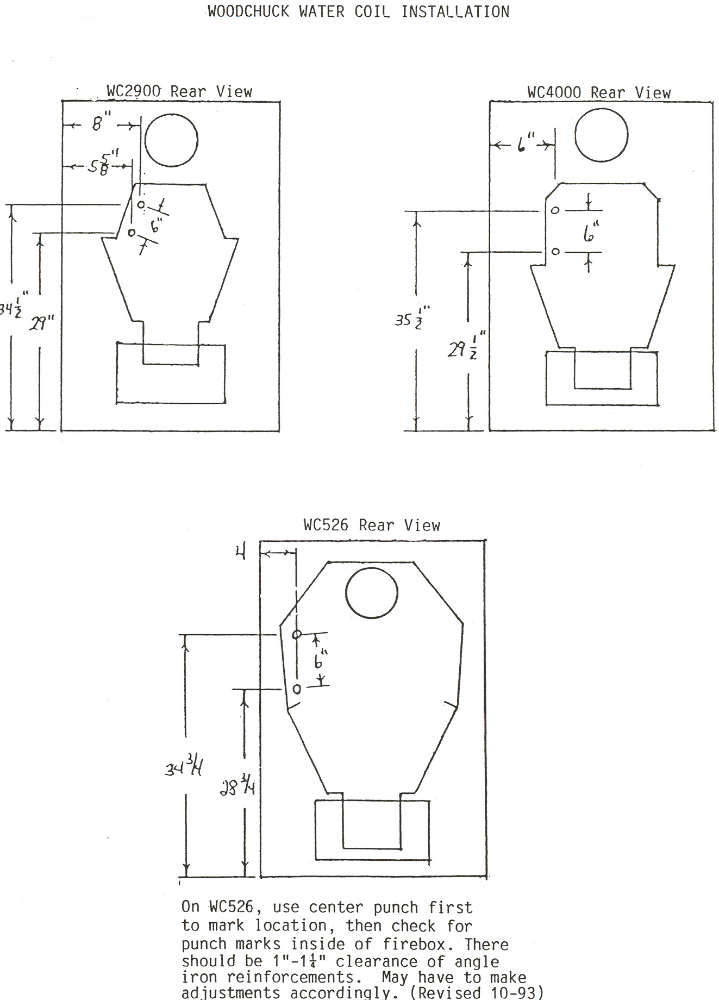 WOODCHUCK WATER COIL INSTALLATION
WC2900 Rear View
8"
5 5/8"
6"
34 1/2"
29"
WC4000 Rear View
6"
6"
35 1/2"
29 1/2"
WC526 Rear View
4
6"
34 3/4
28 3/4
On WC526, use center punch first
to mark location, then check for
punch marks inside of firebox. There
should be 1"-1¼" clearance of angle
iron reinforcements. May have to make
adjustments accordingly. (Revised 10-93)